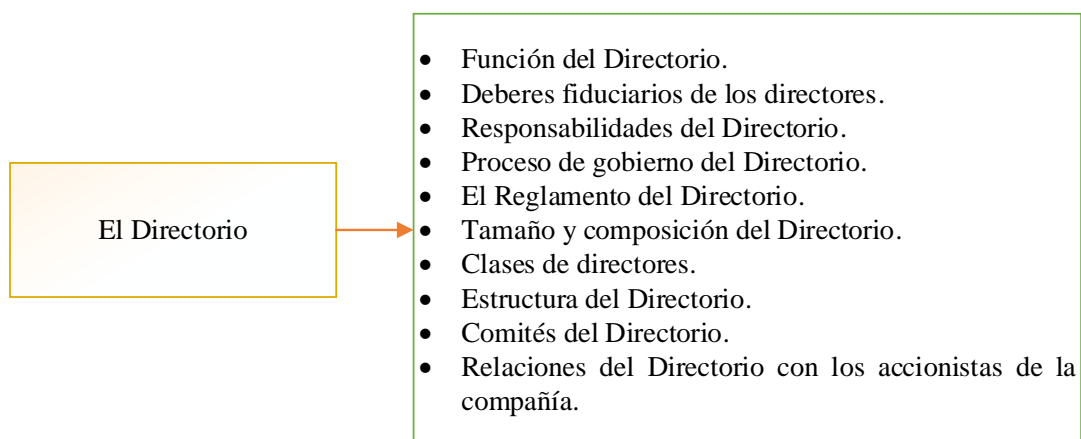 El Directorio
• Función del Directorio.
• Deberes fiduciarios de los directores.
• Responsabilidades del Directorio.
• Proceso de gobierno del Directorio.
• El Reglamento del Directorio.
• Tamaño y composición del Directorio.
• Clases de directores.
• Estructura del Directorio.
• Comités del Directorio.
• Relaciones del Directorio con los accionistas de la
compañía.